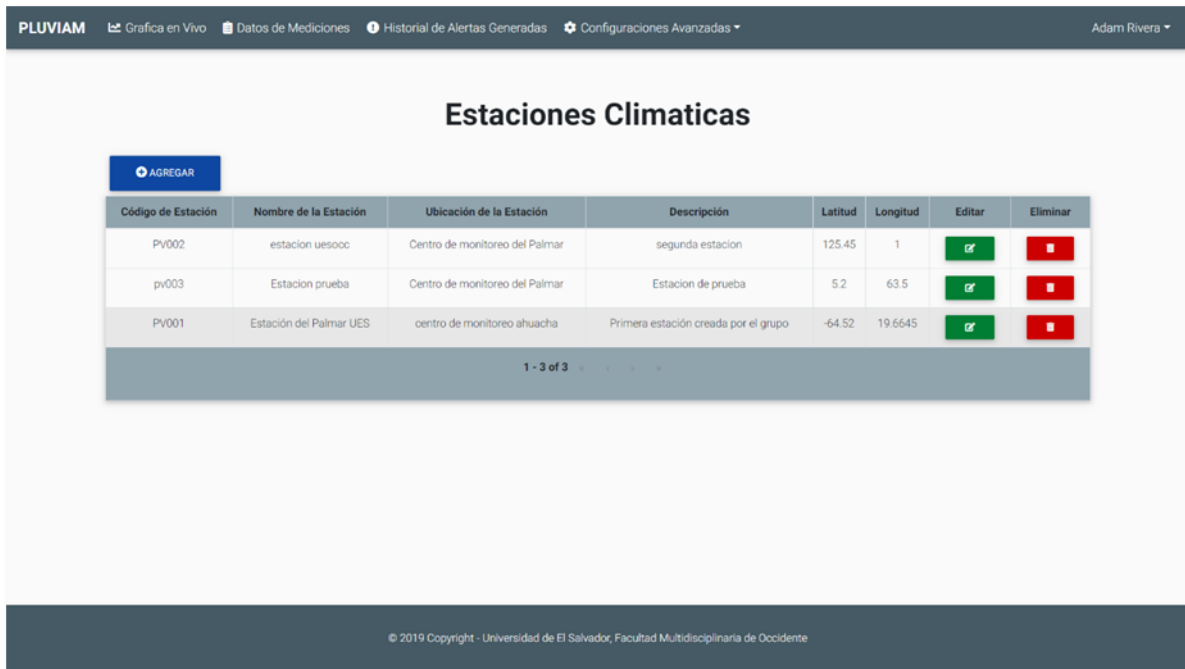 PLUVIAM Grafica en Vivo Datos de Mediciones Historial de Alertas Generadas Configuraciones Avanzadas Adam Rivera
Estaciones Climaticas
AGREGAR
Código de Estación Nombre de la Estación Ubicación de la Estación Descripción Latitud Longitud Editar Eliminar
PV002 estacion uesocc Centro de monitoreo del Palmar segunda estacion 125.45 1
pv003 Estacion prueba Centro de monitoreo del Palmar Estacion de prueba 5.2 63.5
PV001 Estación del Palmar UES centro de monitoreo ahuacha Primera estación creada por el grupo -64.52 19.6645
1 - 3 of 3 « ‹ › »
© 2019 Copyright - Universidad de El Salvador, Facultad Multidisciplinaria de Occidente